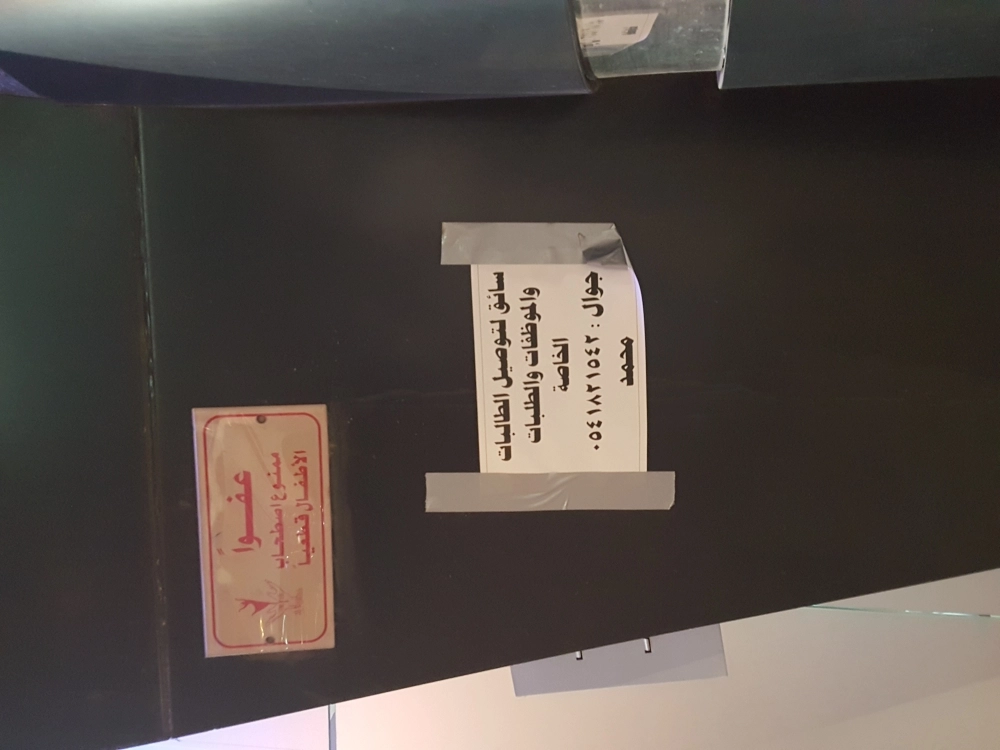 سائق لتوصيل الطالبات
والموظفات والطلبات
الخاصة
جوال : ٠٥٤١٨٢١٥٤٢
محمد
عفواً
ممنوع اصطحاب
الأطفال قطعياً